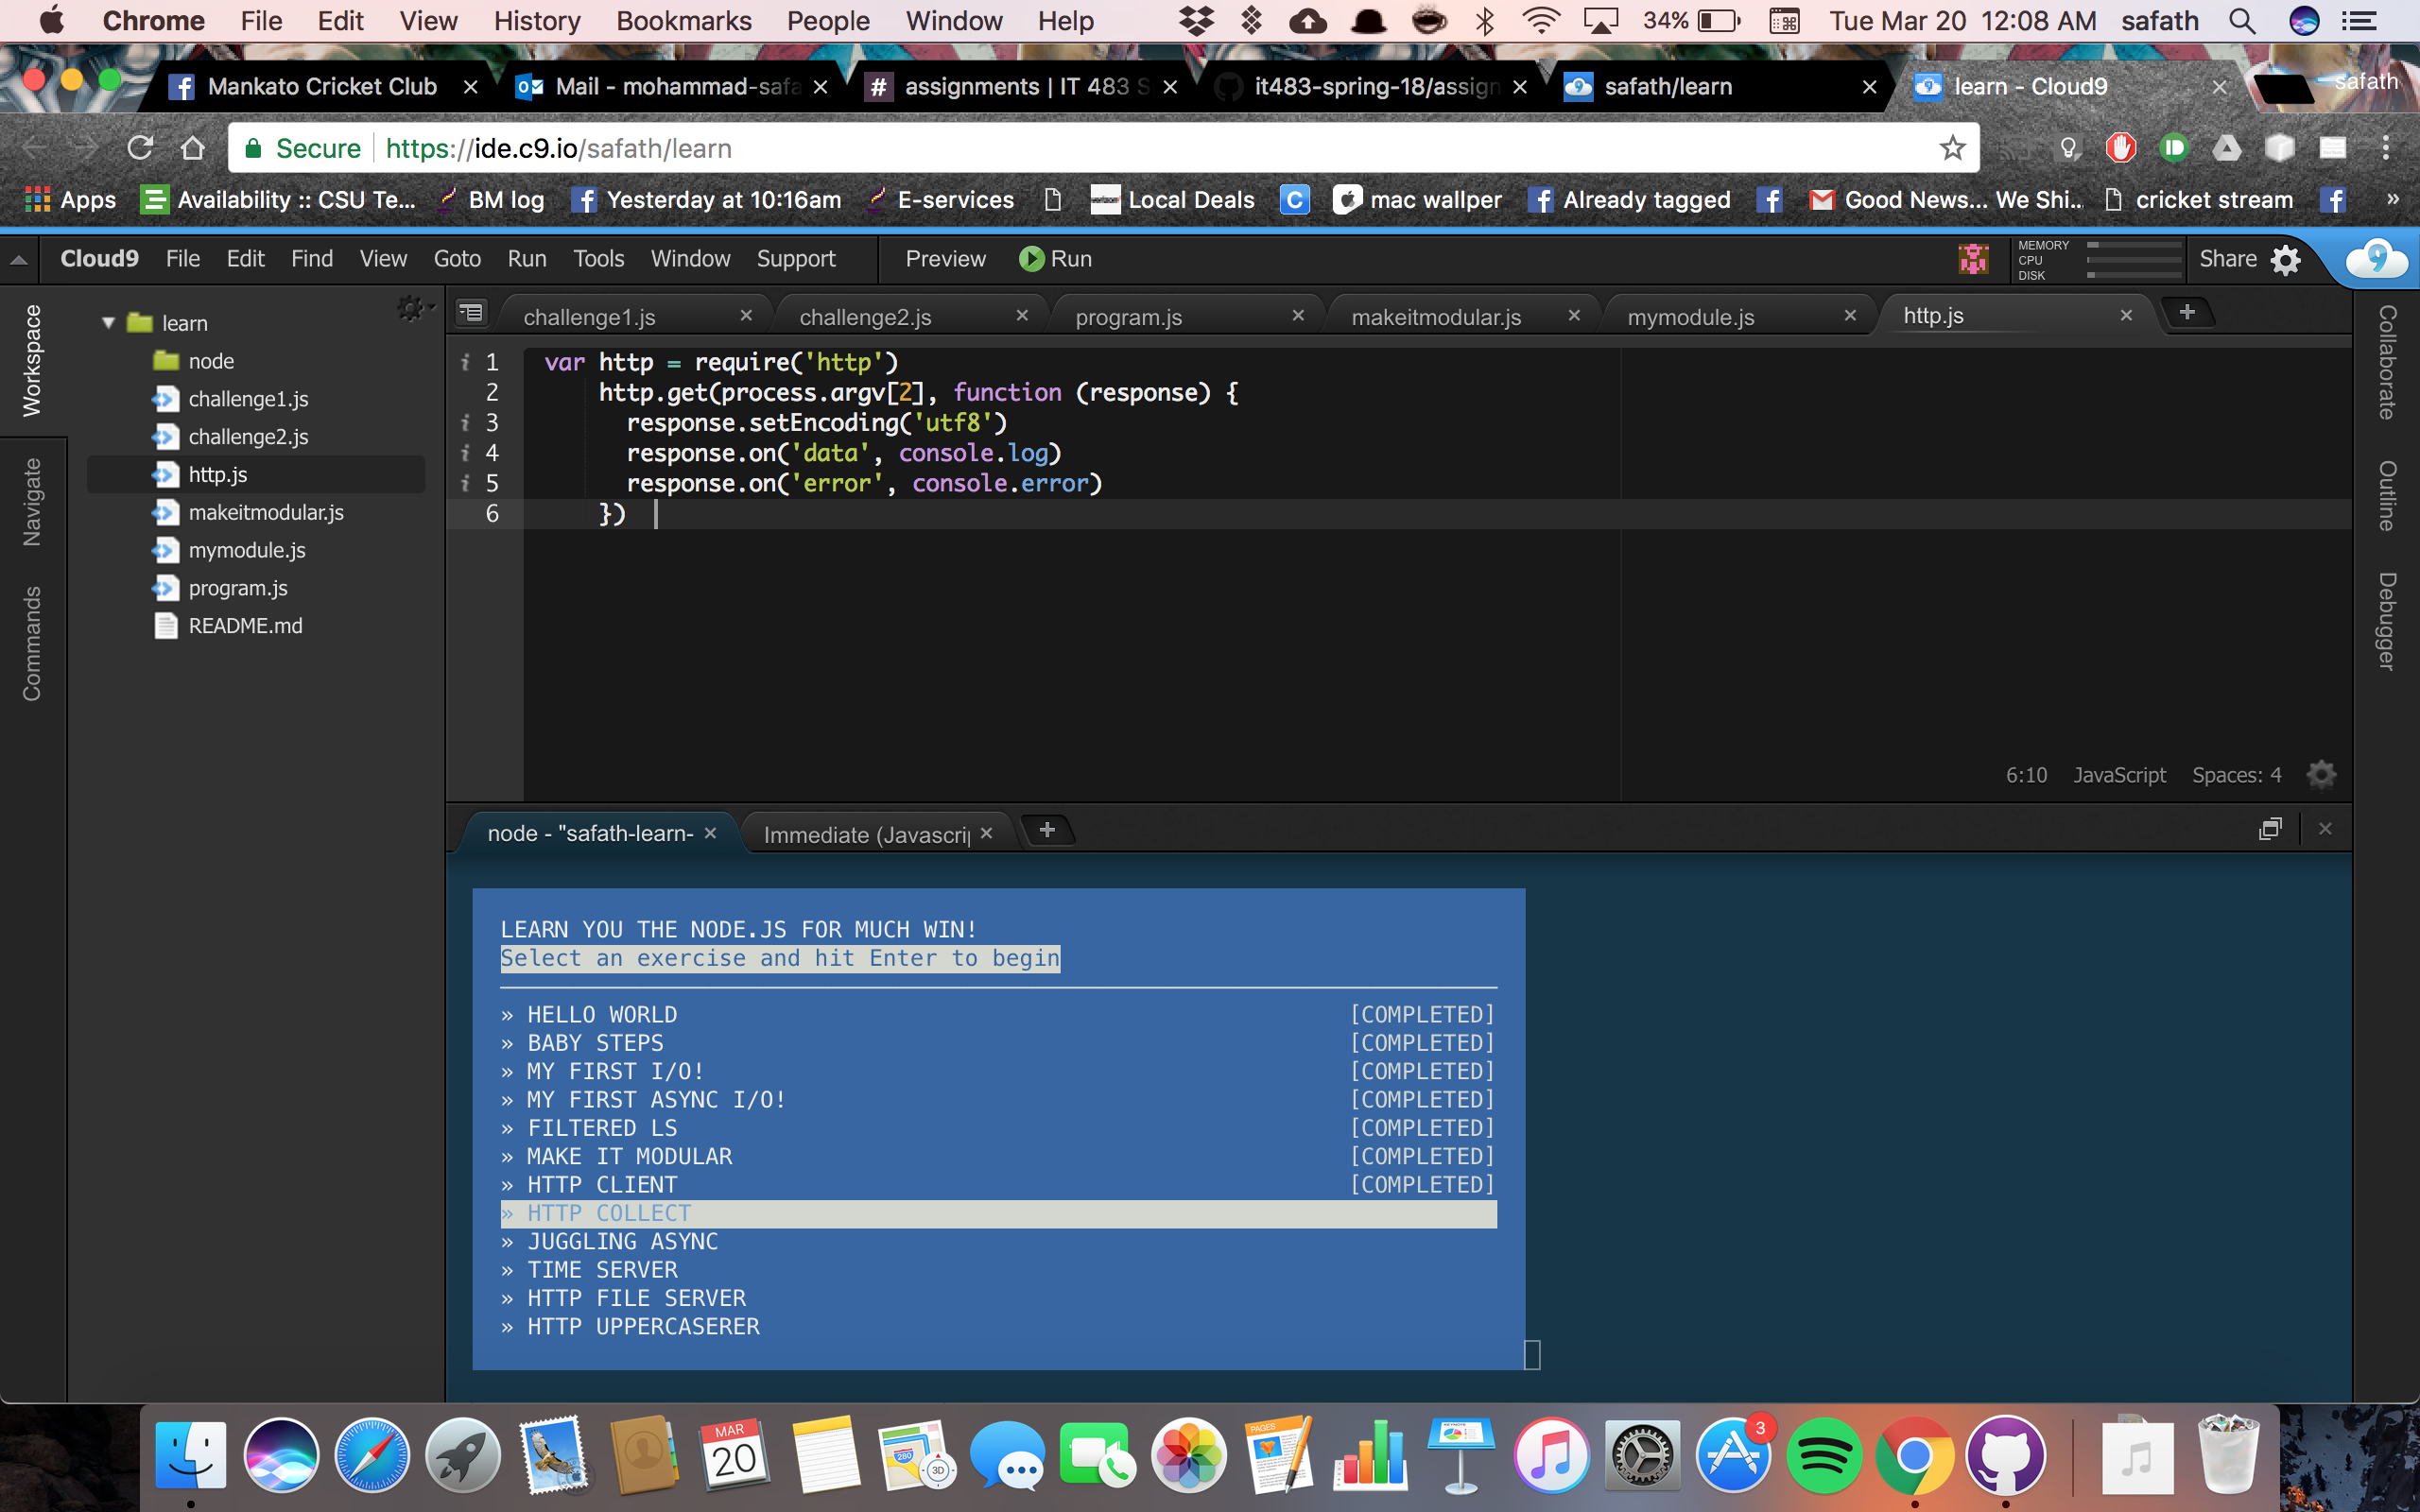 Chrome File Edit View History Bookmarks People Window Help 34% Tue Mar 20 12:08 AM safath
Mankato Cricket Club Mail - mohammad-safa assignments | IT 483 S it483-spring-18/assign safath/learn learn - Cloud9 safath
Secure https://ide.c9.io/safath/learn
Apps Availability :: CSU Te... BM log Yesterday at 10:16am E-services Local Deals mac wallper Already tagged Good News... We Shi... cricket stream »
Cloud9 File Edit Find View Goto Run Tools Window Support Preview Run MEMORY CPU DISK Share
Workspace
Navigate
Commands
learn
node
challenge1.js
challenge2.js
http.js
makeitmodular.js
mymodule.js
program.js
README.md
challenge1.js challenge2.js program.js makeitmodular.js mymodule.js http.js
1 var http = require('http')
2 http.get(process.argv[2], function (response) {
3 response.setEncoding('utf8')
4 response.on('data', console.log)
5 response.on('error', console.error)
6 })
6:10 JavaScript Spaces: 4
Collaborate
Outline
Debugger
node - "safath-learn- Immediate (Javascrip
LEARN YOU THE NODE.JS FOR MUCH WIN!
Select an exercise and hit Enter to begin
» HELLO WORLD [COMPLETED]
» BABY STEPS [COMPLETED]
» MY FIRST I/O! [COMPLETED]
» MY FIRST ASYNC I/O! [COMPLETED]
» FILTERED LS [COMPLETED]
» MAKE IT MODULAR [COMPLETED]
» HTTP CLIENT [COMPLETED]
» HTTP COLLECT
» JUGGLING ASYNC
» TIME SERVER
» HTTP FILE SERVER
» HTTP UPPERCASERER
MAR
20
280
3D
PAGES
3